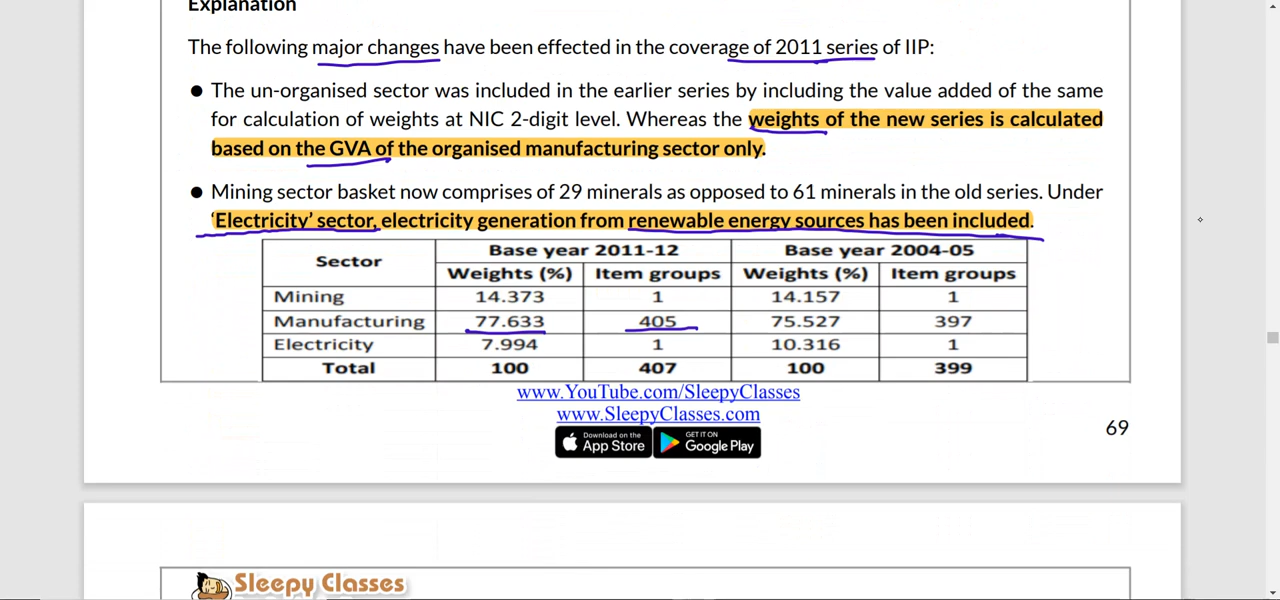 Explanation
The following major changes have been effected in the coverage of 2011 series of IIP:
● The un-organised sector was included in the earlier series by including the value added of the same
for calculation of weights at NIC 2-digit level. Whereas the weights of the new series is calculated
based on the GVA of the organised manufacturing sector only.
● Mining sector basket now comprises of 29 minerals as opposed to 61 minerals in the old series. Under
‘Electricity’ sector, electricity generation from renewable energy sources has been included.
Sector Base year 2011-12 Base year 2004-05
Weights (%) Item groups Weights (%) Item groups
Mining 14.373 1 14.157 1
Manufacturing 77.633 405 75.527 397
Electricity 7.994 1 10.316 1
Total 100 407 100 399
www.YouTube.com/SleepyClasses
www.SleepyClasses.com
Download on the App Store GET IT ON Google Play
69
Sleepy Classes